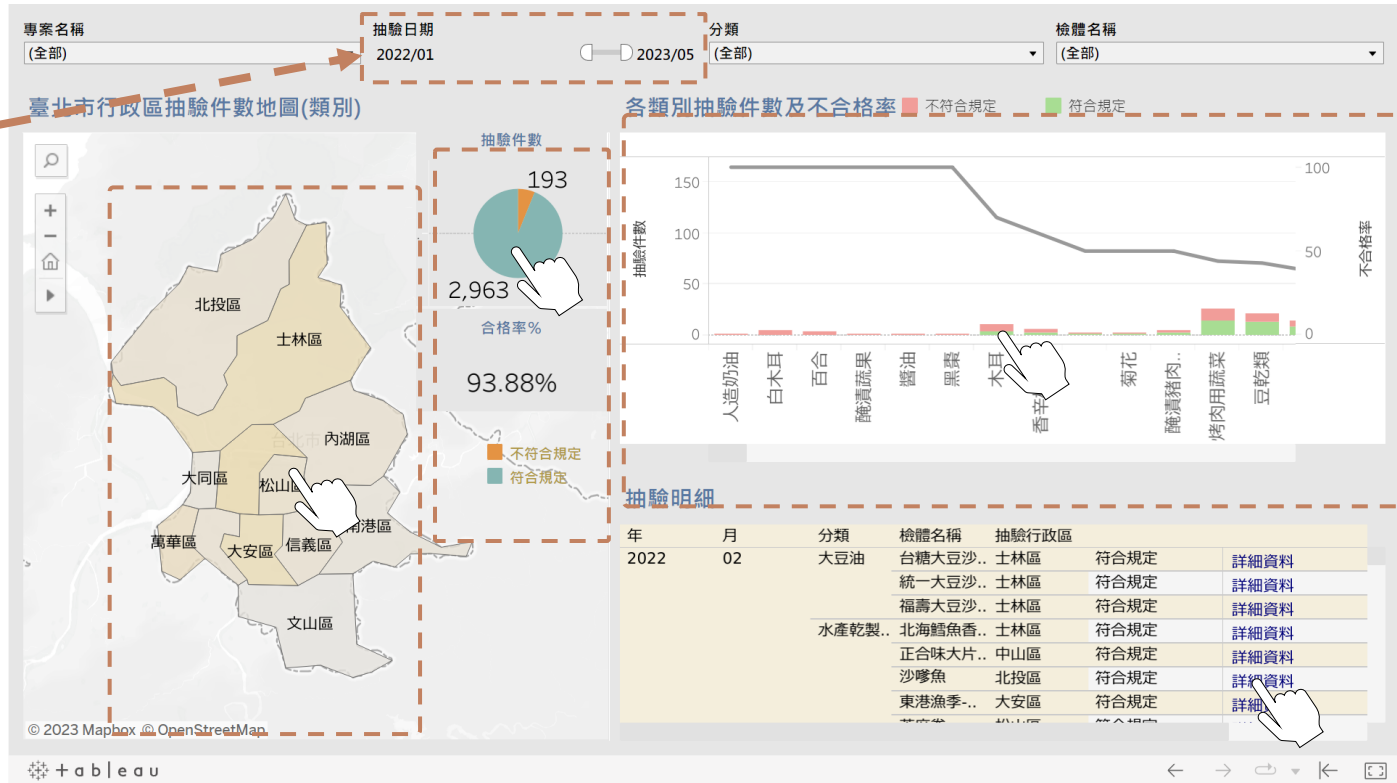 專案名稱
(全部)
抽驗日期
2022/01
2023/05
分類
(全部)
檢體名稱
(全部)
臺北市行政區抽驗件數地圖(類別)
北投區
士林區
台北市
內湖區
大同區
松山區
南港區
萬華區
大安區
信義區
文山區
© 2023 Mapbox © OpenStreetMap
抽驗件數
193
2,963
合格率%
93.88%
不符合規定
符合規定
各類別抽驗件數及不合格率
不符合規定
符合規定
抽驗件數
150
100
50
0
100
50
0
不合格率
人造奶油
白木耳
百合
醃漬蔬果
醬油
黑棗
木耳
香辛
菊花
醃漬豬肉..
烤肉用蔬菜
豆乾類
抽驗明細
年 月 分類 檢體名稱 抽驗行政區
2022 02 大豆油 台糖大豆沙.. 士林區 符合規定 詳細資料
統一大豆沙.. 士林區 符合規定 詳細資料
福壽大豆沙.. 士林區 符合規定 詳細資料
水產乾製.. 北海鱈魚香.. 士林區 符合規定 詳細資料
正合味大片.. 中山區 符合規定 詳細資料
沙嗲魚 北投區 符合規定 詳細資料
東港漁季-.. 大安區 符合規定 詳細
+ableau